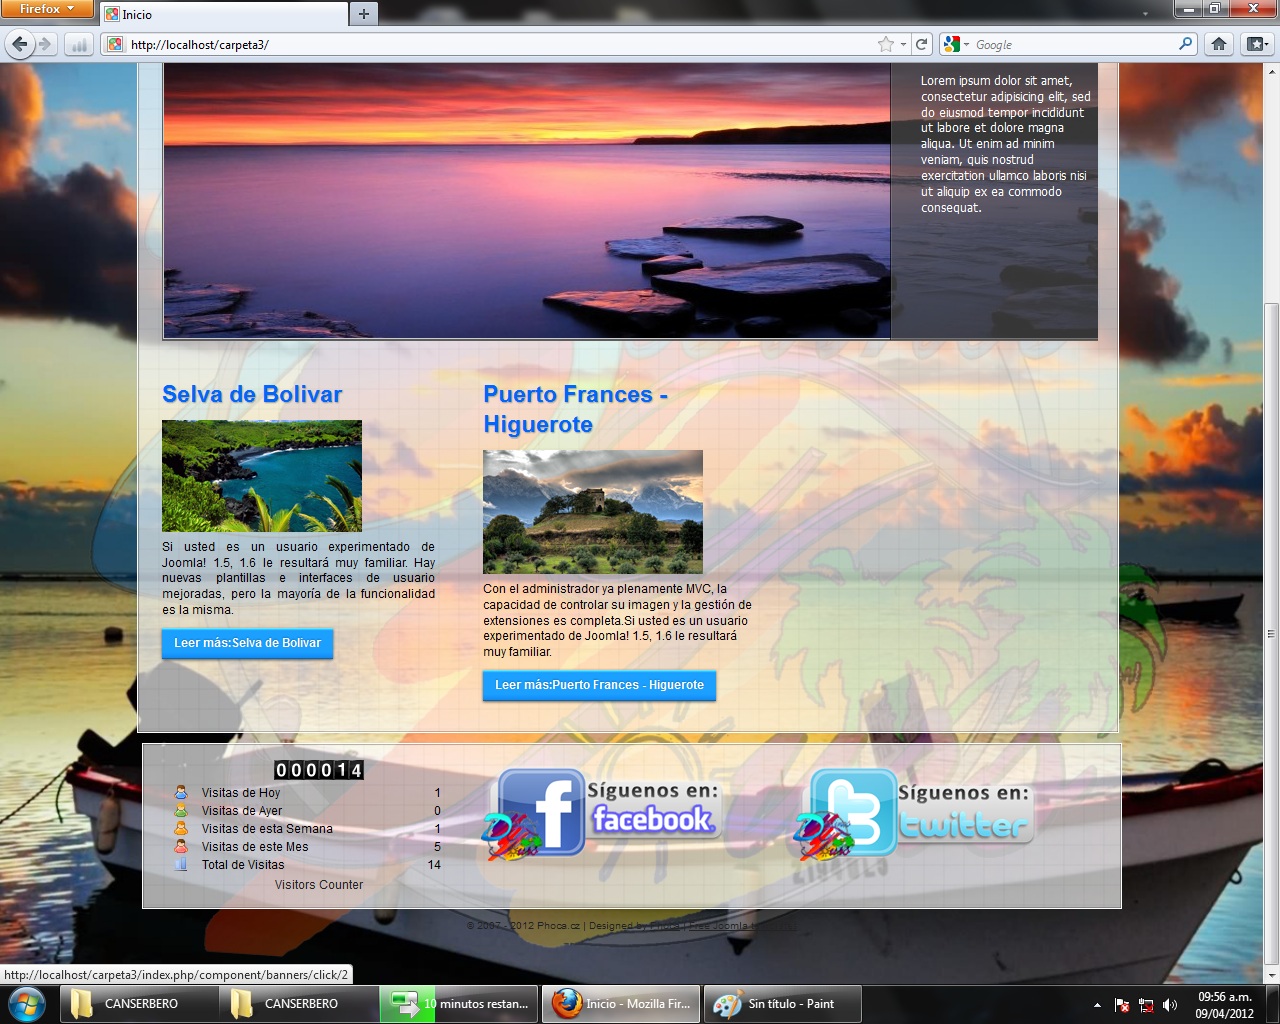 Firefox
Inicio
http://localhost/carpeta3/
Google
Lorem ipsum dolor sit amet,
consectetur adipisicing elit, sed
do eiusmod tempor incididunt
ut labore et dolore magna
aliqua. Ut enim ad minim
veniam, quis nostrud
exercitation ullamco laboris nisi
ut aliquip ex ea commodo
consequat.
Selva de Bolivar
Si usted es un usuario experimentado de
Joomla! 1.5, 1.6 le resultará muy familiar. Hay
nuevas plantillas e interfaces de usuario
mejoradas, pero la mayoría de la funcionalidad
es la misma.
Leer más:Selva de Bolivar
Puerto Frances -
Higuerote
Con el administrador ya plenamente MVC, la
capacidad de controlar su imagen y la gestión de
extensiones es completa.Si usted es un usuario
experimentado de Joomla! 1.5, 1.6 le resultará
muy familiar.
Leer más:Puerto Frances - Higuerote
000014
Visitas de Hoy 1
Visitas de Ayer 0
Visitas de esta Semana 1
Visitas de este Mes 5
Total de Visitas 14
Visitors Counter
Síguenos en:
facebook
Síguenos en:
twitter
© 2007 - 2012 Phoca.cz | Designed by Phoca | Free Joomla
http://localhost/carpeta3/index.php/component/banners/click/2
CANSERBERO
CANSERBERO
10 minutos restan...
Inicio - Mozilla Fir...
Sin título - Paint
09:56 a.m.
09/04/2012